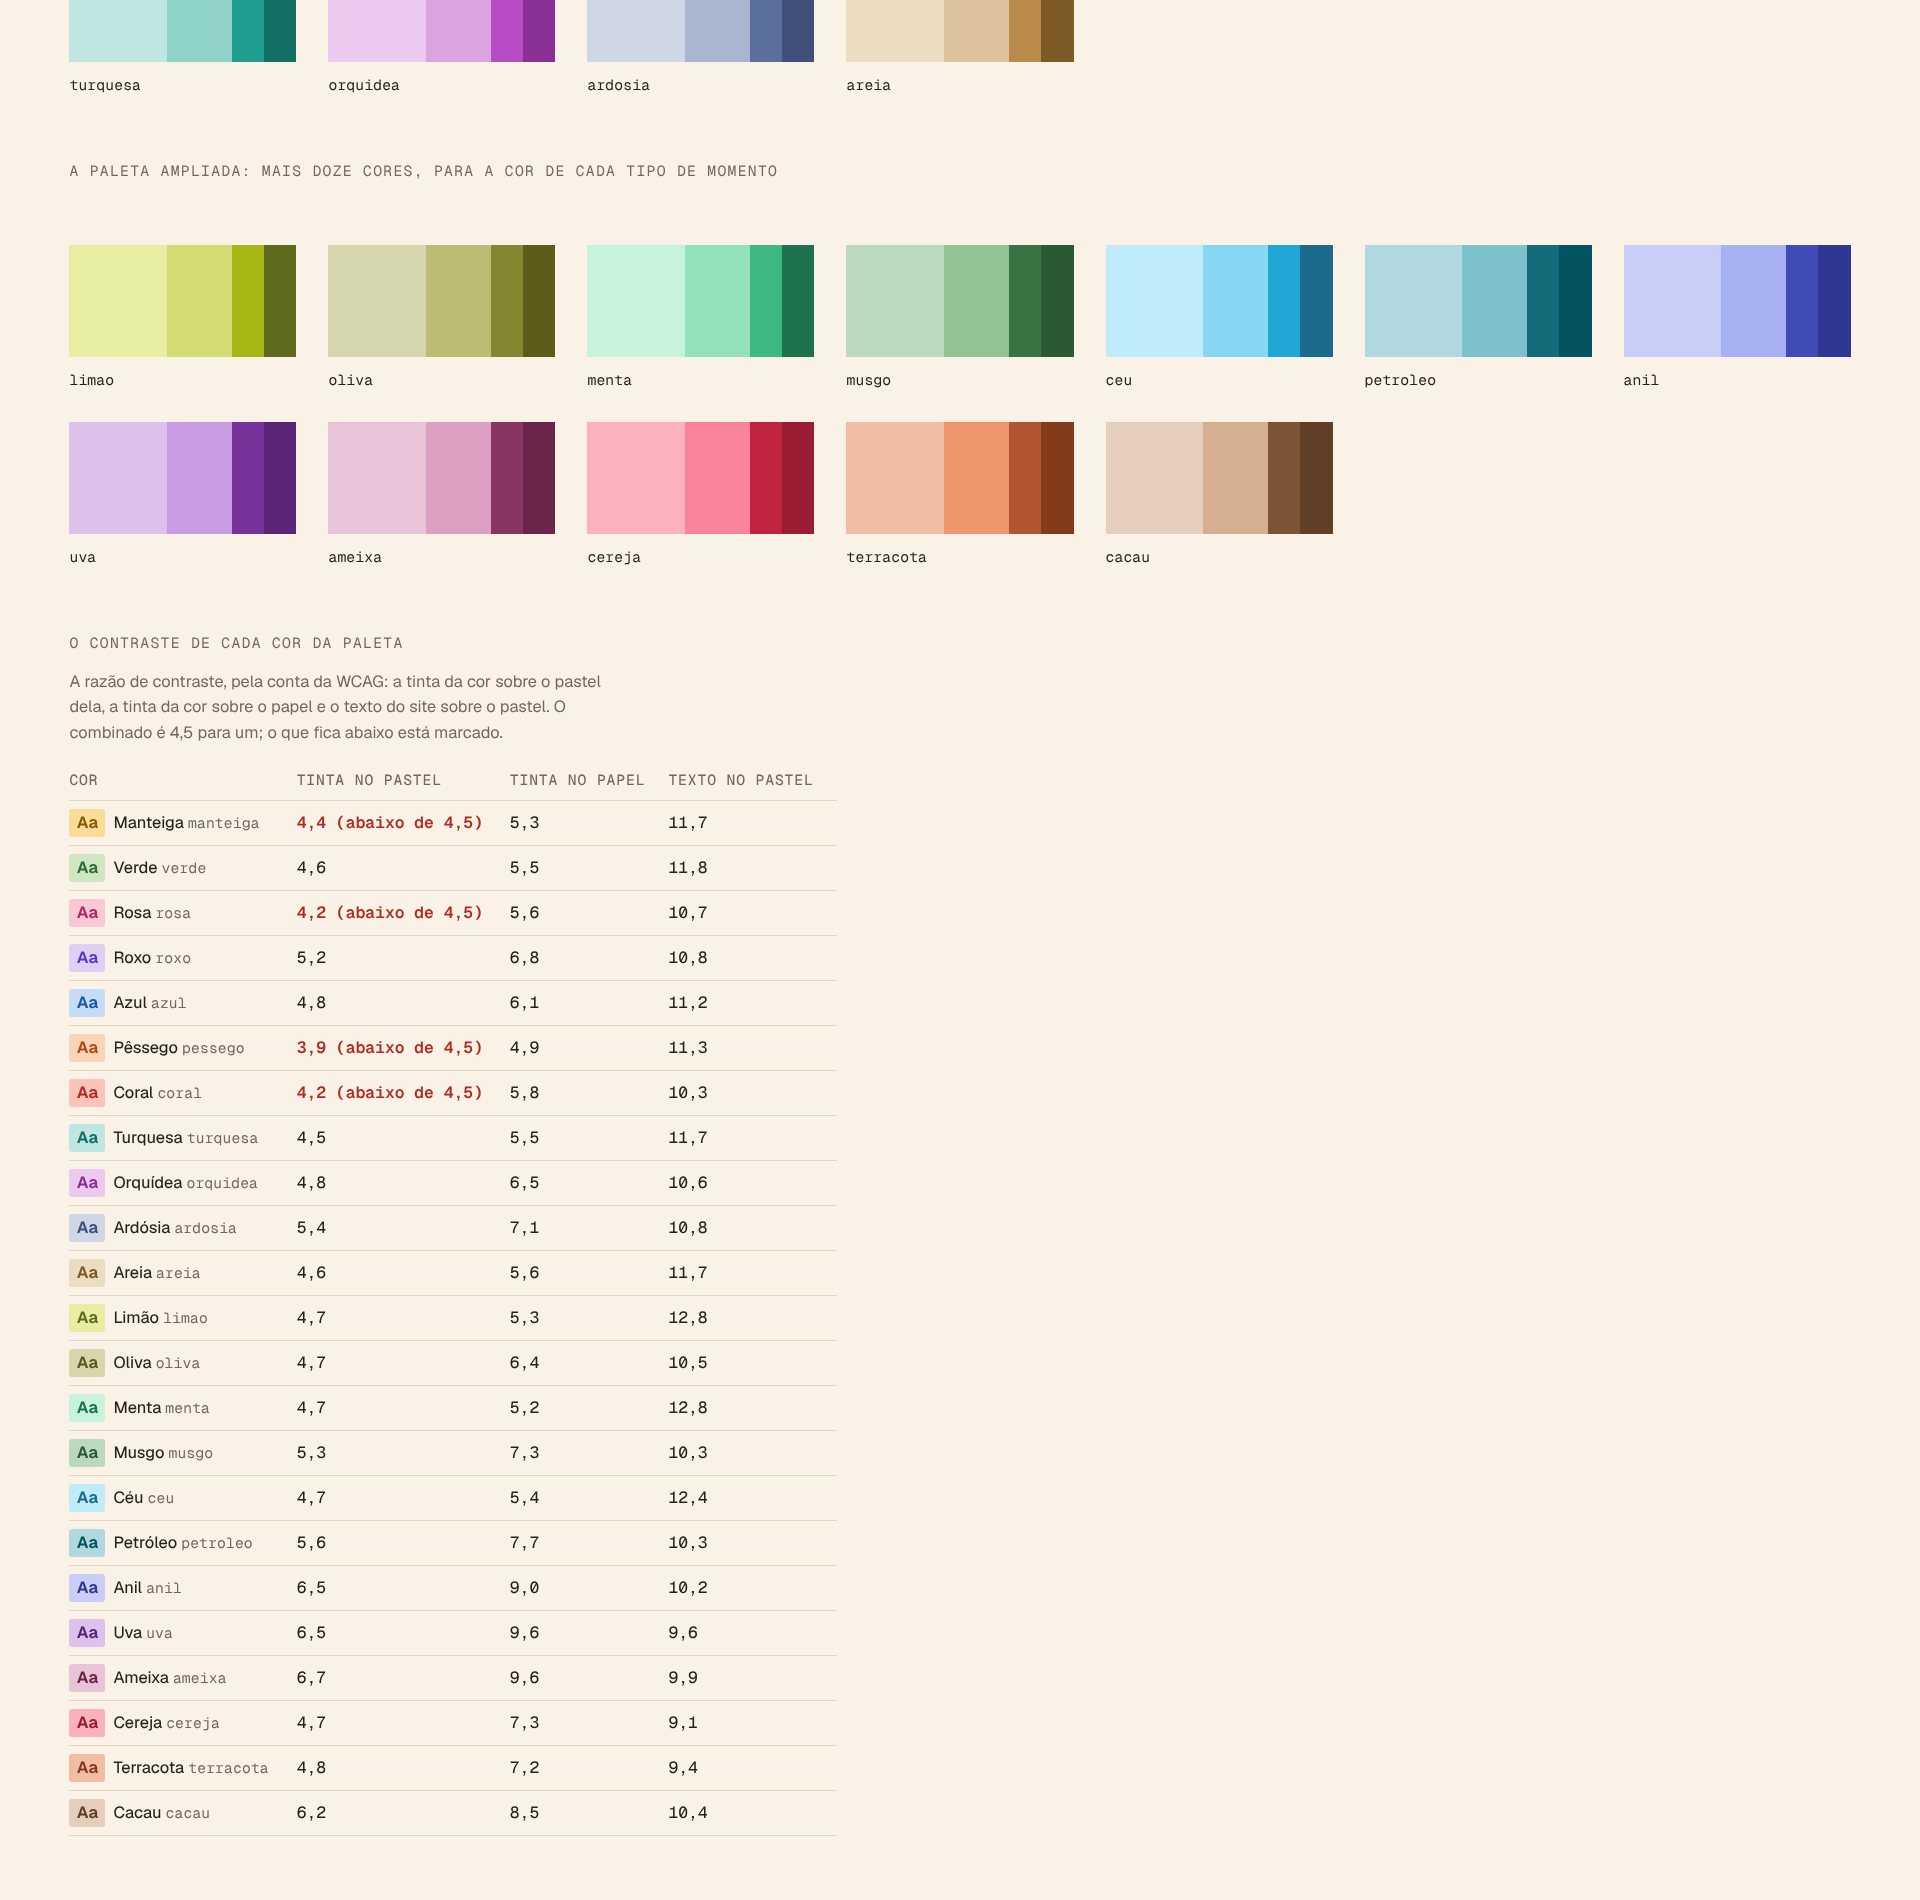 turquesa orquidea ardosia areia
A PALETA AMPLIADA: MAIS DOZE CORES, PARA A COR DE CADA TIPO DE MOMENTO
limao oliva menta musgo ceu petroleo anil
uva ameixa cereja terracota cacau
O CONTRASTE DE CADA COR DA PALETA
A razão de contraste, pela conta da WCAG: a tinta da cor sobre o pastel
dela, a tinta da cor sobre o papel e o texto do site sobre o pastel. O
combinado é 4,5 para um; o que fica abaixo está marcado.
COR TINTA NO PASTEL TINTA NO PAPEL TEXTO NO PASTEL
Aa Manteiga manteiga 4,4 (abaixo de 4,5) 5,3 11,7
Aa Verde verde 4,6 5,5 11,8
Aa Rosa rosa 4,2 (abaixo de 4,5) 5,6 10,7
Aa Roxo roxo 5,2 6,8 10,8
Aa Azul azul 4,8 6,1 11,2
Aa Pêssego pessego 3,9 (abaixo de 4,5) 4,9 11,3
Aa Coral coral 4,2 (abaixo de 4,5) 5,8 10,3
Aa Turquesa turquesa 4,5 5,5 11,7
Aa Orquídea orquidea 4,8 6,5 10,6
Aa Ardósia ardosia 5,4 7,1 10,8
Aa Areia areia 4,6 5,6 11,7
Aa Limão limao 4,7 5,3 12,8
Aa Oliva oliva 4,7 6,4 10,5
Aa Menta menta 4,7 5,2 12,8
Aa Musgo musgo 5,3 7,3 10,3
Aa Céu ceu 4,7 5,4 12,4
Aa Petróleo petroleo 5,6 7,7 10,3
Aa Anil anil 6,5 9,0 10,2
Aa Uva uva 6,5 9,6 9,6
Aa Ameixa ameixa 6,7 9,6 9,9
Aa Cereja cereja 4,7 7,3 9,1
Aa Terracota terracota 4,8 7,2 9,4
Aa Cacau cacau 6,2 8,5 10,4